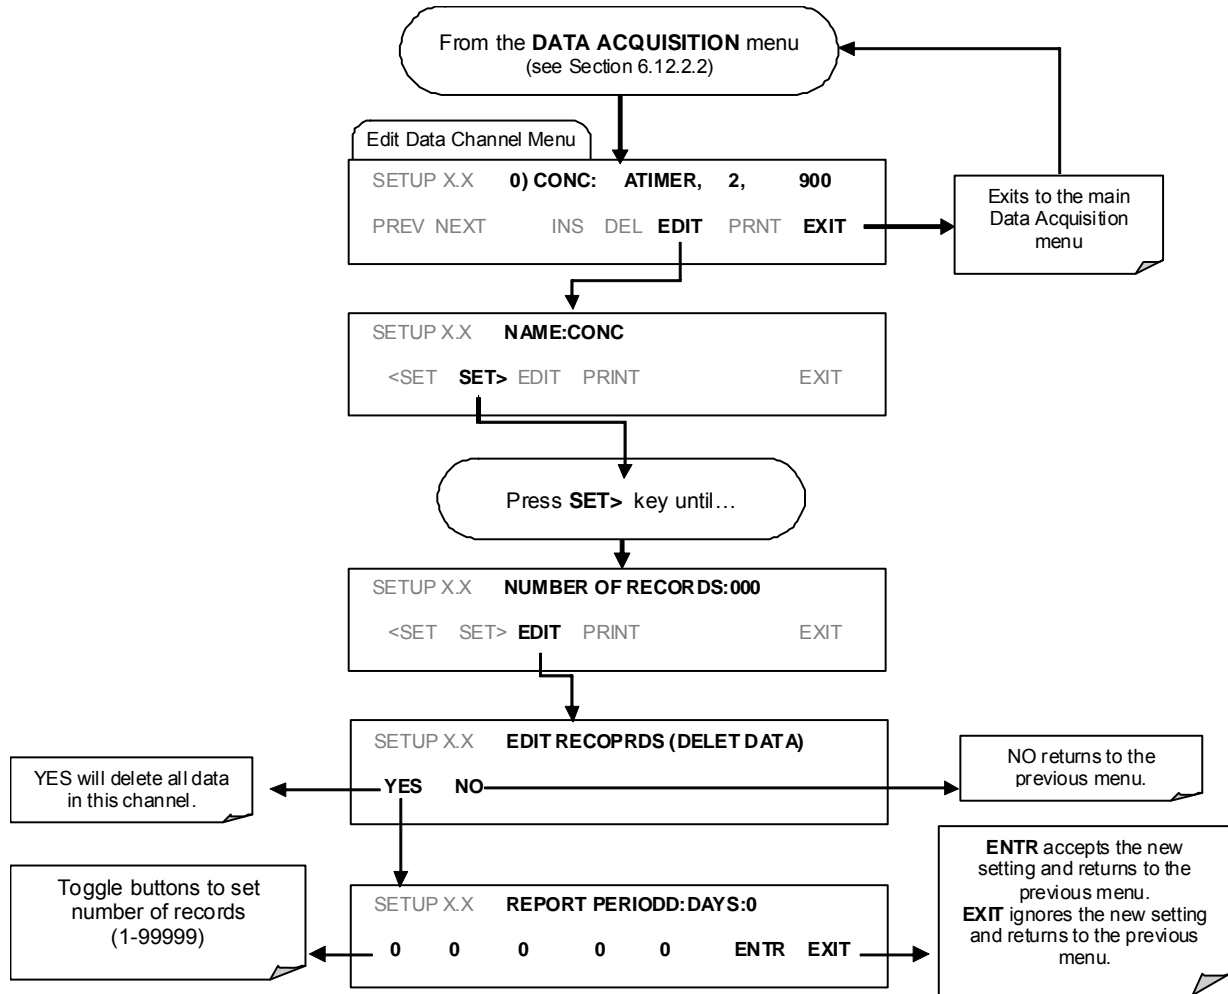 From the DATA ACQUISITION menu
(see Section 6.12.2.2)
Edit Data Channel Menu
SETUP X.X 0) CONC: ATIMER, 2, 900
PREV NEXT INS DEL EDIT PRNT EXIT
Exits to the main
Data Acquisition
menu
SETUP X.X NAME:CONC
<SET SET> EDIT PRINT EXIT
Press SET> key until…
SETUP X.X NUMBER OF RECORDS:000
<SET SET> EDIT PRINT EXIT
SETUP X.X EDIT RECOPRDS (DELET DATA)
YES NO
YES will delete all data
in this channel.
NO returns to the
previous menu.
Toggle buttons to set
number of records
(1-99999)
SETUP X.X REPORT PERIODD:DAYS:0
0 0 0 0 0 ENTR EXIT
ENTR accepts the new
setting and returns to the
previous menu.
EXIT ignores the new setting
and returns to the previous
menu.